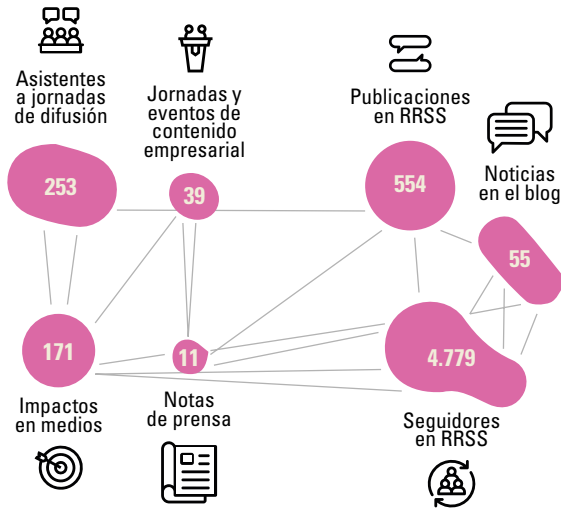 Asistentes
a jornadas
de difusión
253
Jornadas y
eventos de
contenido
empresarial
39
Publicaciones
en RRSS
554
Noticias
en el blog
55
171
Impactos
en medios
11
Notas
de prensa
4.779
Seguidores
en RRSS